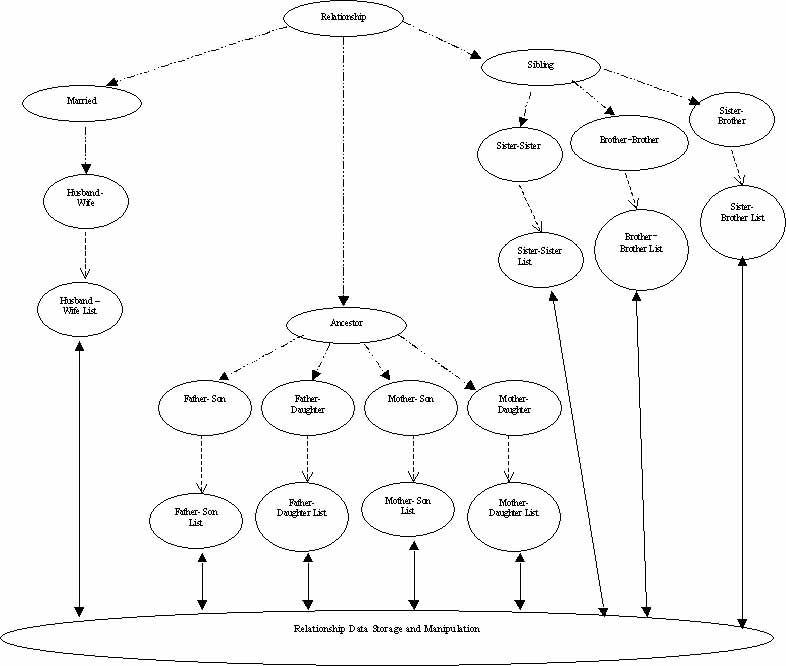 Relationship
Sibling
Married
Sister-
Brother
Sister-Sister
Brother-Brother
Husband-
Wife
Sister-
Brother List
Sister-Sister
List
Brother-
Brother List
Husband –
Wife List
Ancestor
Father- Son
Father-
Daughter
Mother- Son
Mother-
Daughter
Father- Son
List
Father-
Daughter List
Mother- Son
List
Mother-
Daughter List
Relationship Data Storage and Manipulation